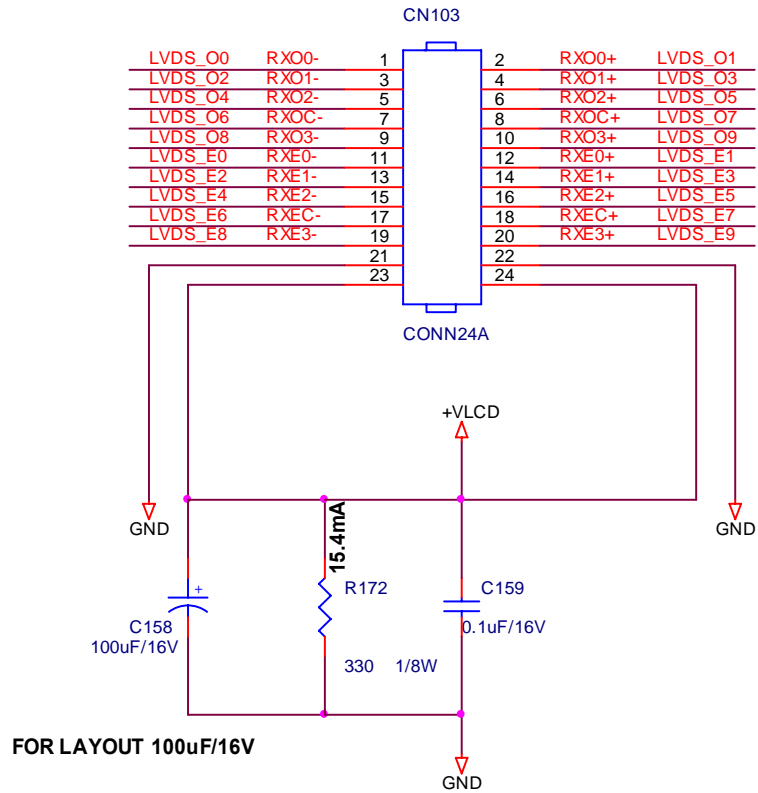 CN103
LVDS_O0 RXO0- 1 2 RXO0+ LVDS_O1
LVDS_O2 RXO1- 3 4 RXO1+ LVDS_O3
LVDS_O4 RXO2- 5 6 RXO2+ LVDS_O5
LVDS_O6 RXOC- 7 8 RXOC+ LVDS_O7
LVDS_O8 RXO3- 9 10 RXO3+ LVDS_O9
LVDS_E0 RXE0- 11 12 RXE0+ LVDS_E1
LVDS_E2 RXE1- 13 14 RXE1+ LVDS_E3
LVDS_E4 RXE2- 15 16 RXE2+ LVDS_E5
LVDS_E6 RXEC- 17 18 RXEC+ LVDS_E7
LVDS_E8 RXE3- 19 20 RXE3+ LVDS_E9
21 22
23 24
CONN24A
+VLCD
GND
GND
15.4mA
R172
C159
+
C158
0.1uF/16V
100uF/16V
330 1/8W
FOR LAYOUT 100uF/16V
GND